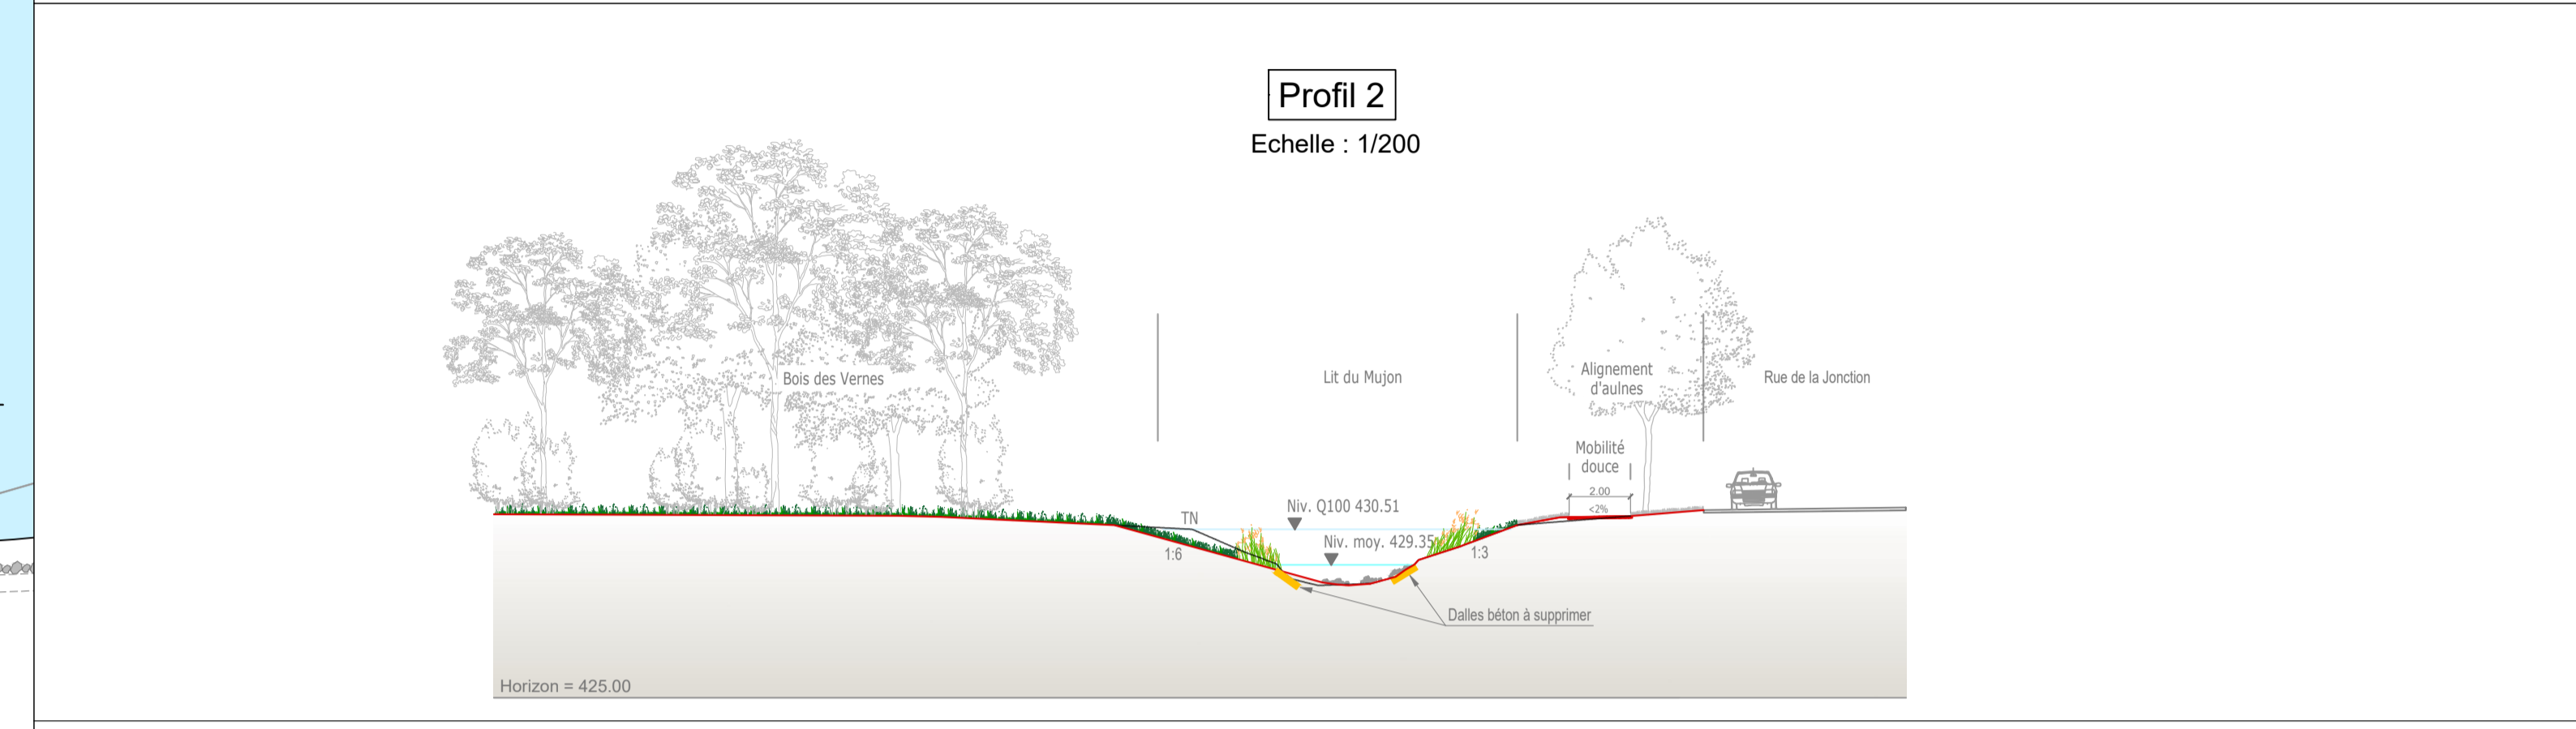 Profil 2
Echelle : 1/200
Bois des Vernes
Lit du Mujon
Alignement
d'aulnes
Rue de la Jonction
Mobilité
douce
2.00
<2%
TN
Niv. Q100 430.51
Niv. moy. 429.35
1:6
1:3
Dalles béton à supprimer
Horizon = 425.00